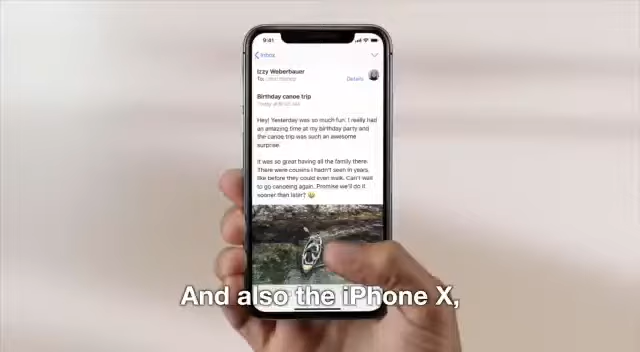 9:41
Inbox
Izzy Weberbauer
To:
Details
Birthday canoe trip
Hey! Yesterday was so much fun. I really had
an amazing time at my birthday party and
the canoe trip was such an awesome
surprise.
It was so great having all the family there.
There were cousins I hadn't seen in years,
like before they could even walk. Can't wait
to go canoeing again. Promise we'll do it
sooner than later? 😄
And also the iPhone X,